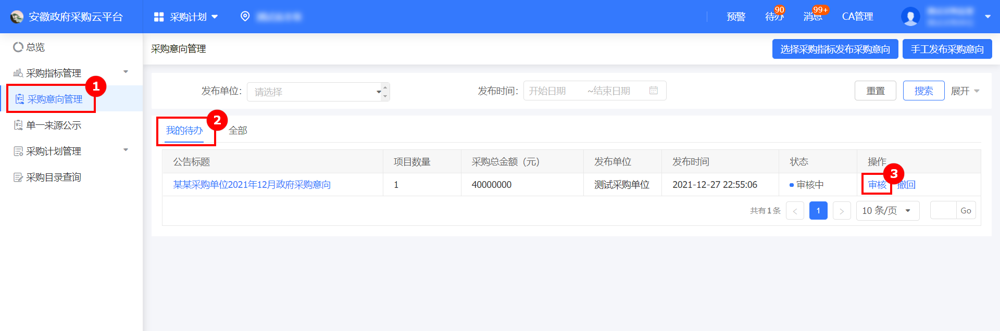 安徽政府采购云平台 采购计划 预警 待办 90 消息 99+ CA管理
总览
采购指标管理
采购意向管理
单一来源公示
采购计划管理
采购目录查询
1
采购意向管理 选择采购指标发布采购意向 手工发布采购意向
发布单位： 请选择 发布时间： 开始日期 ~结束日期 重置 搜索 展开
我的待办 2 全部
公告标题 项目数量 采购总金额（元） 发布单位 发布时间 状态 操作
某某采购单位2021年12月政府采购意向 1 40000000 测试采购单位 2021-12-27 22:55:06 审核中 审核 3 撤回
共有1条 < 1 > 10 条/页 Go